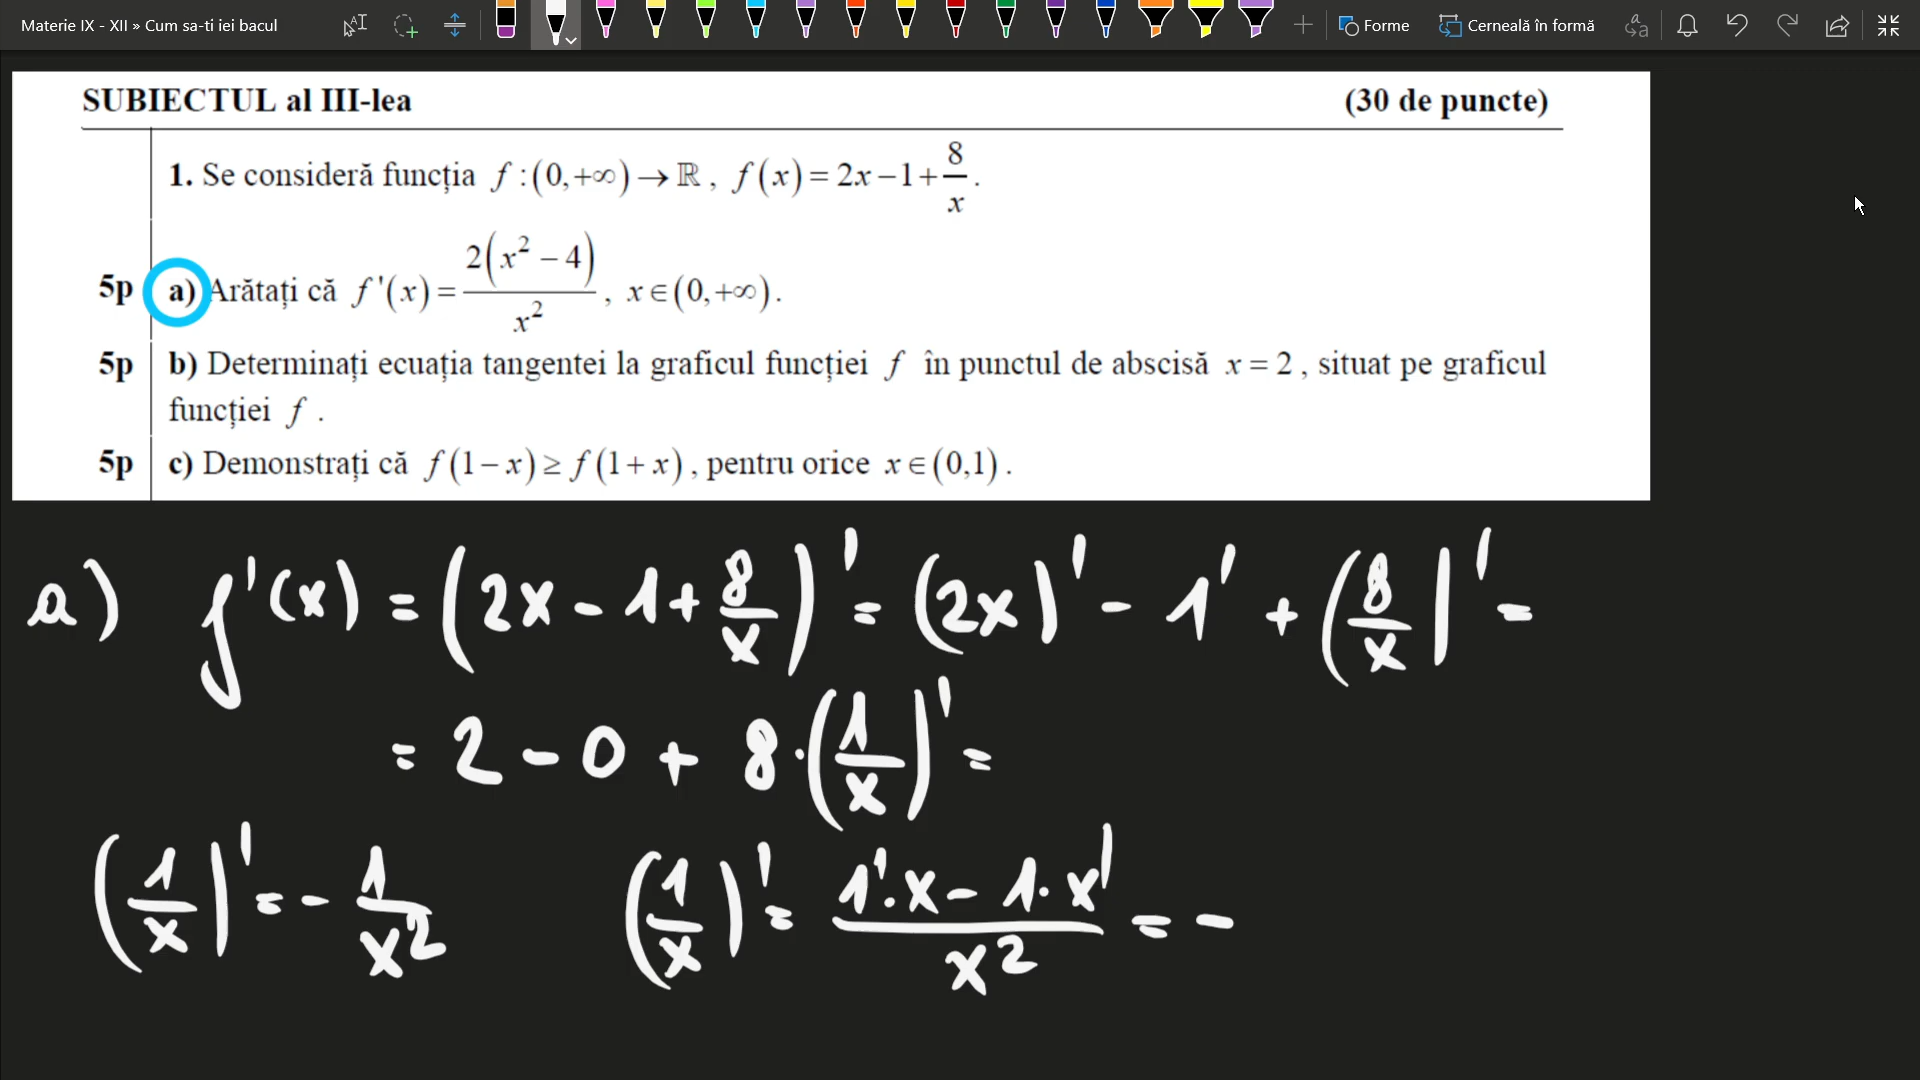 Materie IX - XII » Cum sa-ti iei bacul
Forme
Cerneală în formă
SUBIECTUL al III-lea (30 de puncte)
1. Se consideră funcția f :(0,+∞) → ℝ , f(x) = 2x − 1 + 8/x .
5p a) Arătați că f '(x) = 2(x² − 4)/x² , x ∈ (0,+∞).
5p b) Determinați ecuația tangentei la graficul funcției f în punctul de abscisă x = 2 , situat pe graficul
funcției f .
5p c) Demonstrați că f(1 − x) ≥ f(1 + x) , pentru orice x ∈ (0,1) .
a) f'(x) = (2x - 1 + 8/x)' = (2x)' - 1' + (8/x)' =
= 2 - 0 + 8·(1/x)' =
(1/x)' = - 1/x² (1/x)' = (1'·x - 1·x')/x² = -